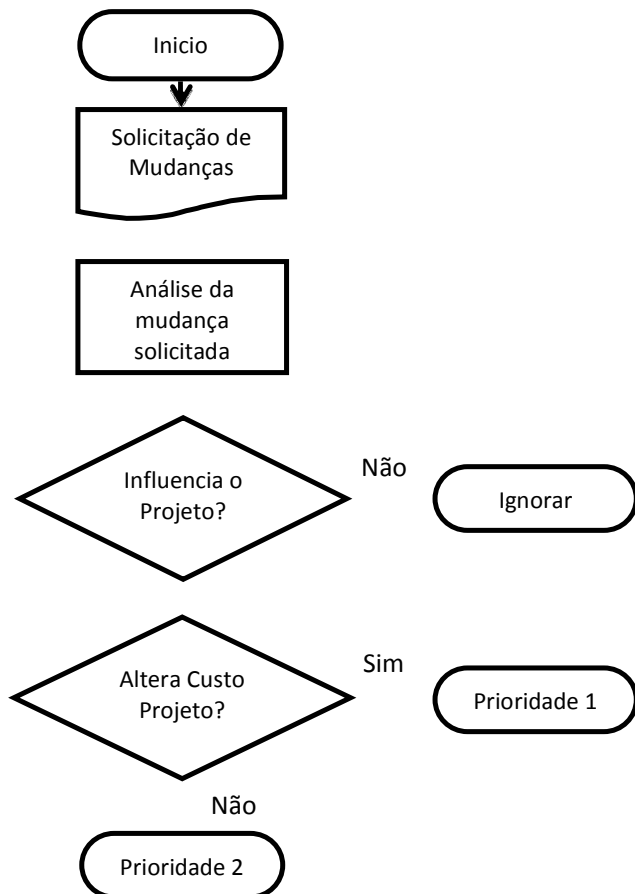 Inicio
Solicitação de
Mudanças
Análise da
mudança
solicitada
Influencia o
Projeto?
Não
Ignorar
Altera Custo
Projeto?
Sim
Prioridade 1
Não
Prioridade 2